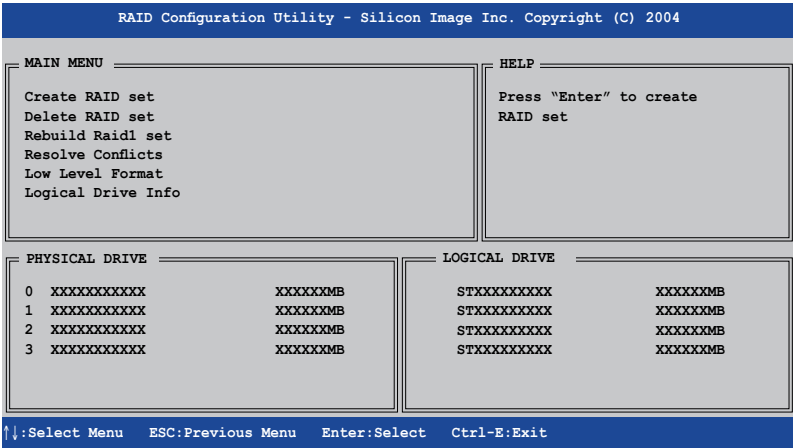 RAID Configuration Utility - Silicon Image Inc. Copyright (C) 2004
MAIN MENU
Create RAID set
Delete RAID set
Rebuild Raid1 set
Resolve Conflicts
Low Level Format
Logical Drive Info
HELP
Press “Enter” to create
RAID set
PHYSICAL DRIVE
0 XXXXXXXXXXX XXXXXXMB
1 XXXXXXXXXXX XXXXXXMB
2 XXXXXXXXXXX XXXXXXMB
3 XXXXXXXXXXX XXXXXXMB
LOGICAL DRIVE
STXXXXXXXXX XXXXXXMB
STXXXXXXXXX XXXXXXMB
STXXXXXXXXX XXXXXXMB
STXXXXXXXXX XXXXXXMB
↑↓:Select Menu ESC:Previous Menu Enter:Select Ctrl-E:Exit